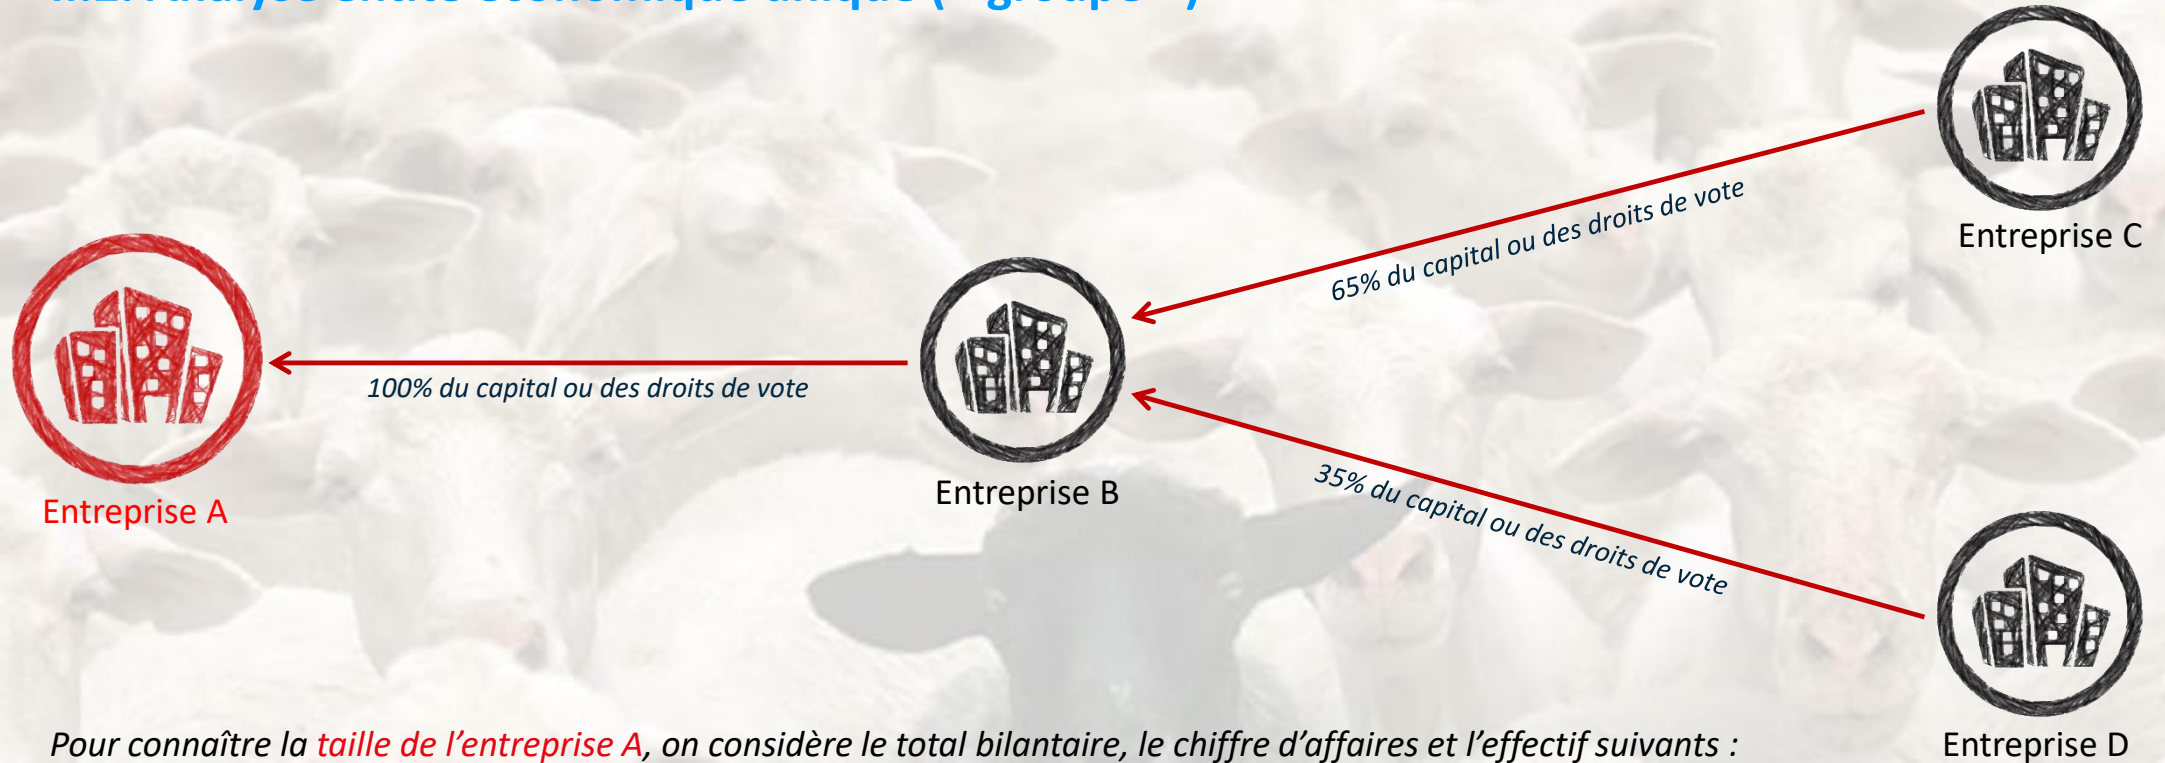 65% du capital ou des droits de vote
Entreprise C
100% du capital ou des droits de vote
Entreprise B
Entreprise A
35% du capital ou des droits de vote
Pour connaître la taille de l’entreprise A, on considère le total bilantaire, le chiffre d’affaires et l’effectif suivants :
Entreprise D